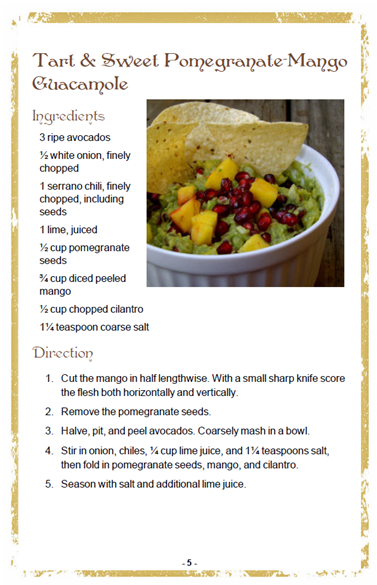 Tart & Sweet Pomegranate-Mango
Guacamole
Ingredients
3 ripe avocados
½ white onion, finely
chopped
1 serrano chili, finely
chopped, including
seeds
1 lime, juiced
½ cup pomegranate
seeds
¾ cup diced peeled
mango
½ cup chopped cilantro
1¼ teaspoon coarse salt
Direction
1. Cut the mango in half lengthwise. With a small sharp knife score
the flesh both horizontally and vertically.
2. Remove the pomegranate seeds.
3. Halve, pit, and peel avocados. Coarsely mash in a bowl.
4. Stir in onion, chiles, ¼ cup lime juice, and 1¼ teaspoons salt,
then fold in pomegranate seeds, mango, and cilantro.
5. Season with salt and additional lime juice.
- 5 -